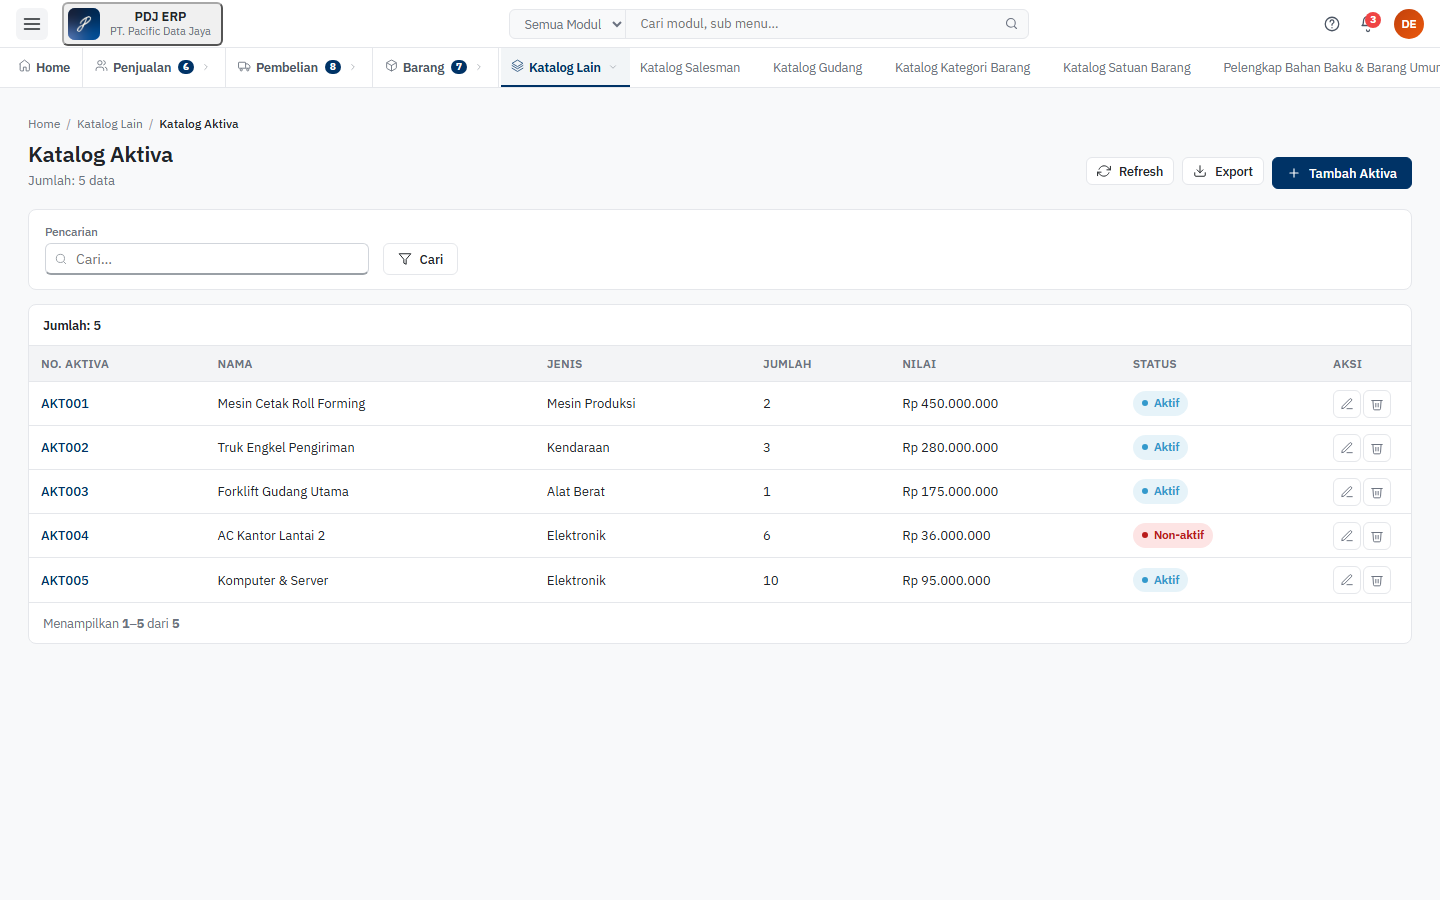 PDJ ERP
PT. Pacific Data Jaya
Semua Modul
Cari modul, sub menu...
3
DE
Home
Penjualan 6
Pembelian 8
Barang 7
Katalog Lain
Katalog Salesman
Katalog Gudang
Katalog Kategori Barang
Katalog Satuan Barang
Pelengkap Bahan Baku & Barang Umum
Home / Katalog Lain / Katalog Aktiva
Katalog Aktiva
Jumlah: 5 data
Refresh
Export
Tambah Aktiva
Pencarian
Cari...
Cari
Jumlah: 5
NO. AKTIVA NAMA JENIS JUMLAH NILAI STATUS AKSI
AKT001 Mesin Cetak Roll Forming Mesin Produksi 2 Rp 450.000.000 Aktif
AKT002 Truk Engkel Pengiriman Kendaraan 3 Rp 280.000.000 Aktif
AKT003 Forklift Gudang Utama Alat Berat 1 Rp 175.000.000 Aktif
AKT004 AC Kantor Lantai 2 Elektronik 6 Rp 36.000.000 Non-aktif
AKT005 Komputer & Server Elektronik 10 Rp 95.000.000 Aktif
Menampilkan 1–5 dari 5